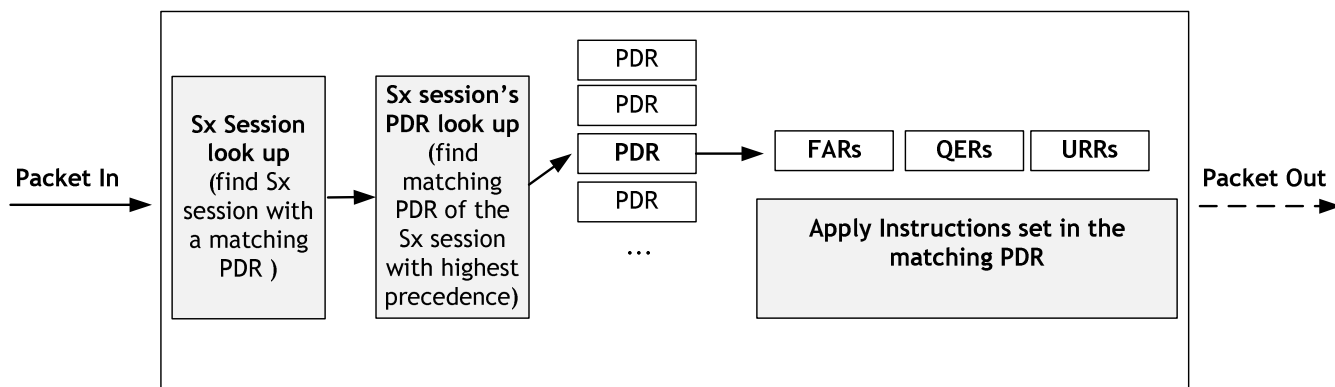 Packet In
Sx Session
look up
(find Sx
session with
a matching
PDR )
Sx session’s
PDR look up
(find
matching
PDR of the
Sx session
with highest
precedence)
PDR
PDR
PDR
PDR
...
FARs
QERs
URRs
Apply Instructions set in the
matching PDR
Packet Out